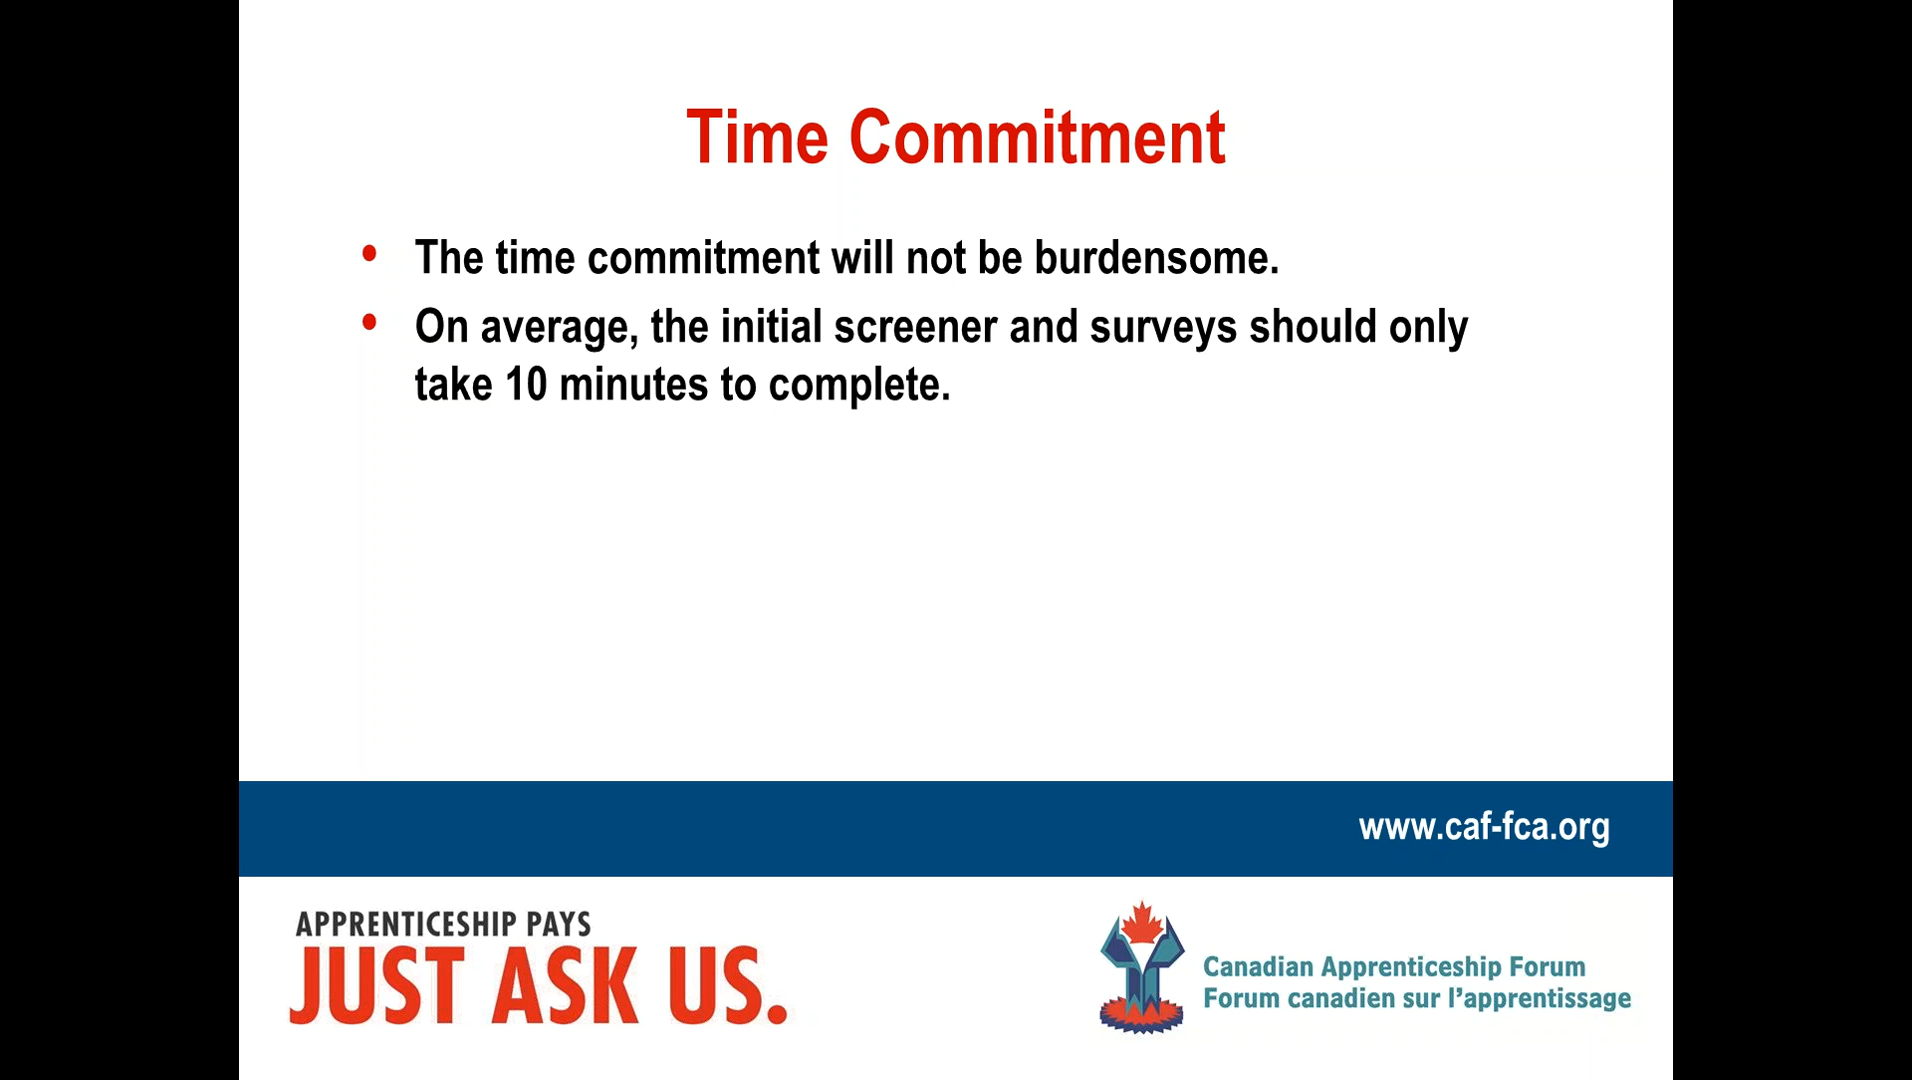 Time Commitment
• The time commitment will not be burdensome.
• On average, the initial screener and surveys should only
take 10 minutes to complete.
www.caf-fca.org
APPRENTICESHIP PAYS
JUST ASK US.
Canadian Apprenticeship Forum
Forum canadien sur l'apprentissage